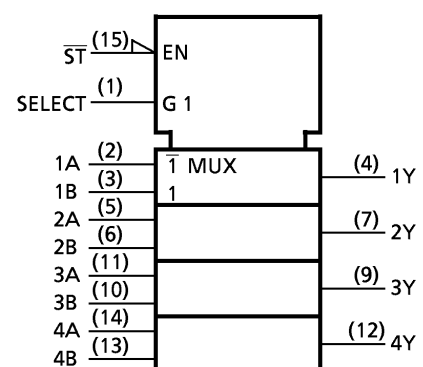 S̅T̅ (15) EN
SELECT (1) G 1
1A (2) 1̅ MUX (4) 1Y
1B (3) 1
2A (5) (7) 2Y
2B (6)
3A (11) (9) 3Y
3B (10)
4A (14) (12) 4Y
4B (13)